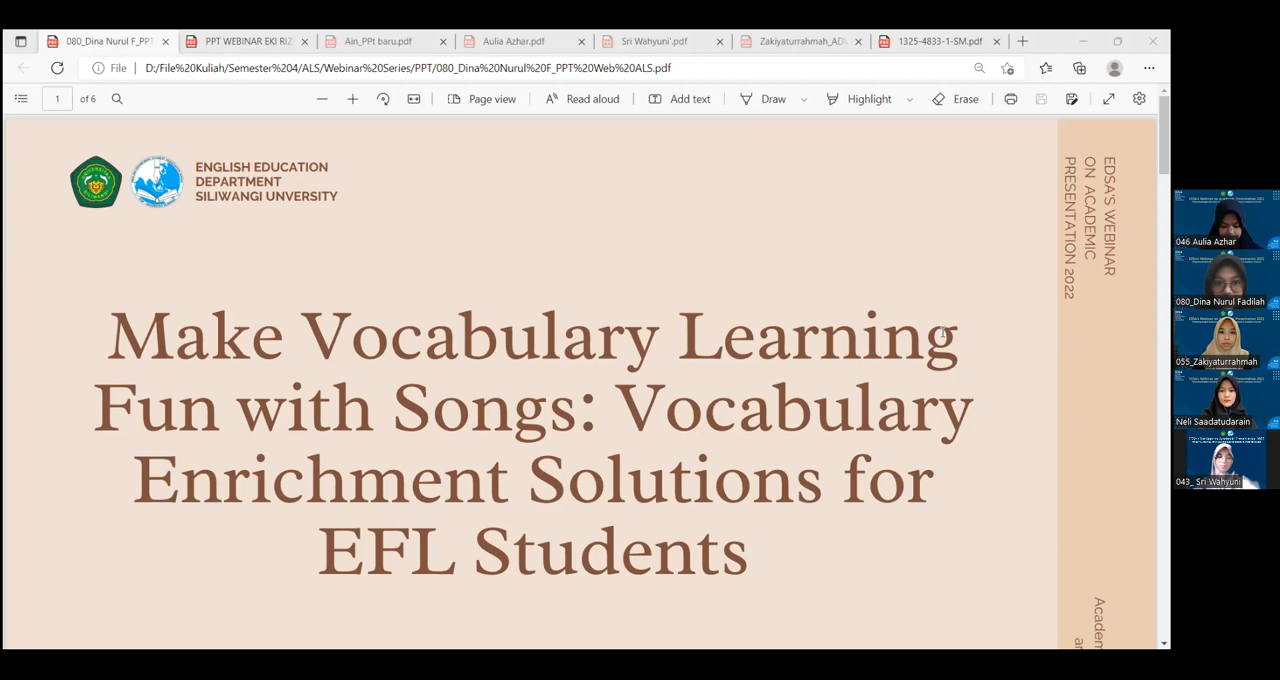 080_Dina Nurul F_PPT
PPT WEBINAR EKI RIZ
Ain_PPt baru.pdf
Aulia Azhar.pdf
Sri Wahyuni'.pdf
Zakiyaturrahmah_AD
1325-4833-1-SM.pdf
File
D:/File%20Kuliah/Semester%204/ALS/Webinar%20Series/PPT/080_Dina%20Nurul%20F_PPT%20Web%20ALS.pdf
1 of 6
Page view
Read aloud
Add text
Draw
Highlight
Erase
ENGLISH EDUCATION
DEPARTMENT
SILIWANGI UNVERSITY
EDSA'S WEBINAR
ON ACADEMIC
PRESENTATION 2022
Make Vocabulary Learning
Fun with Songs: Vocabulary
Enrichment Solutions for
EFL Students
Academ
046 Aulia Azhar
080_Dina Nurul Fadilah
055_Zakiyaturrahmah
Neli Saadatudarain
043_ Sri Wahyuni